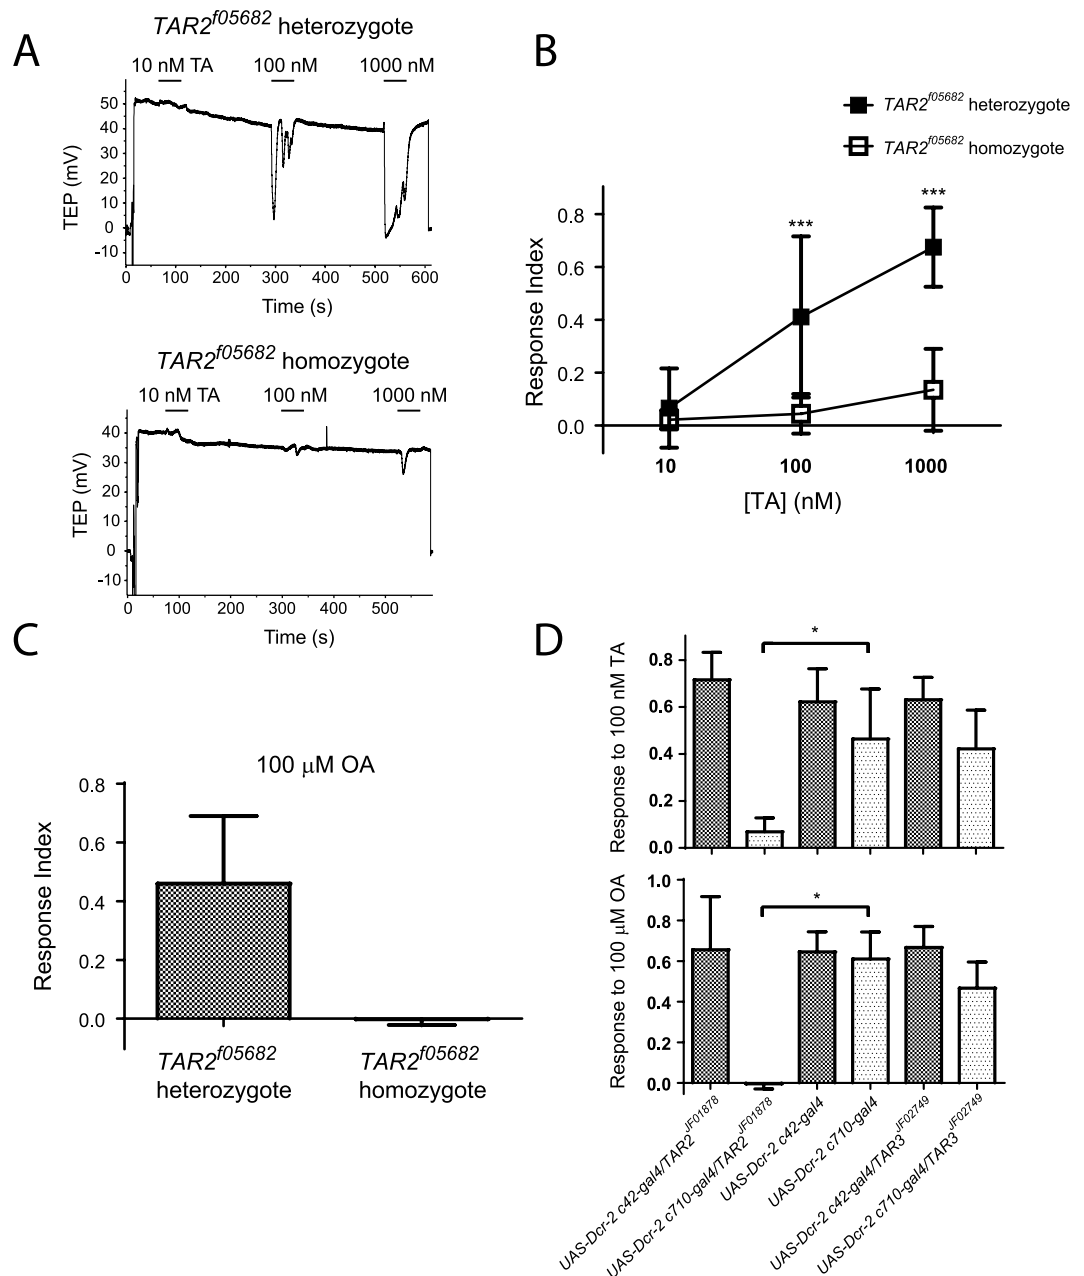 A
TAR2f05682 heterozygote
10 nM TA 100 nM 1000 nM
TEP (mV)
50
40
30
20
10
0
-10
0 100 200 300 400 500 600
Time (s)
TAR2f05682 homozygote
10 nM TA 100 nM 1000 nM
TEP (mV)
40
30
20
10
0
-10
0 100 200 300 400 500
Time (s)
B
TAR2f05682 heterozygote
TAR2f05682 homozygote
Response Index
0.8
0.6
0.4
0.2
0.0
***
***
10 100 1000
[TA] (nM)
C
100 μM OA
Response Index
0.8
0.6
0.4
0.2
0.0
TAR2f05682
heterozygote
TAR2f05682
homozygote
D
Response to 100 nM TA
0.8
0.6
0.4
0.2
0.0
*
Response to 100 μM OA
1.0
0.8
0.6
0.4
0.2
0.0
*
UAS-Dcr-2 c42-gal4/TAR2JF01878
UAS-Dcr-2 c710-gal4/TAR2JF01878
UAS-Dcr-2 c42-gal4
UAS-Dcr-2 c710-gal4
UAS-Dcr-2 c42-gal4/TAR3JF02749
UAS-Dcr-2 c710-gal4/TAR3JF02749